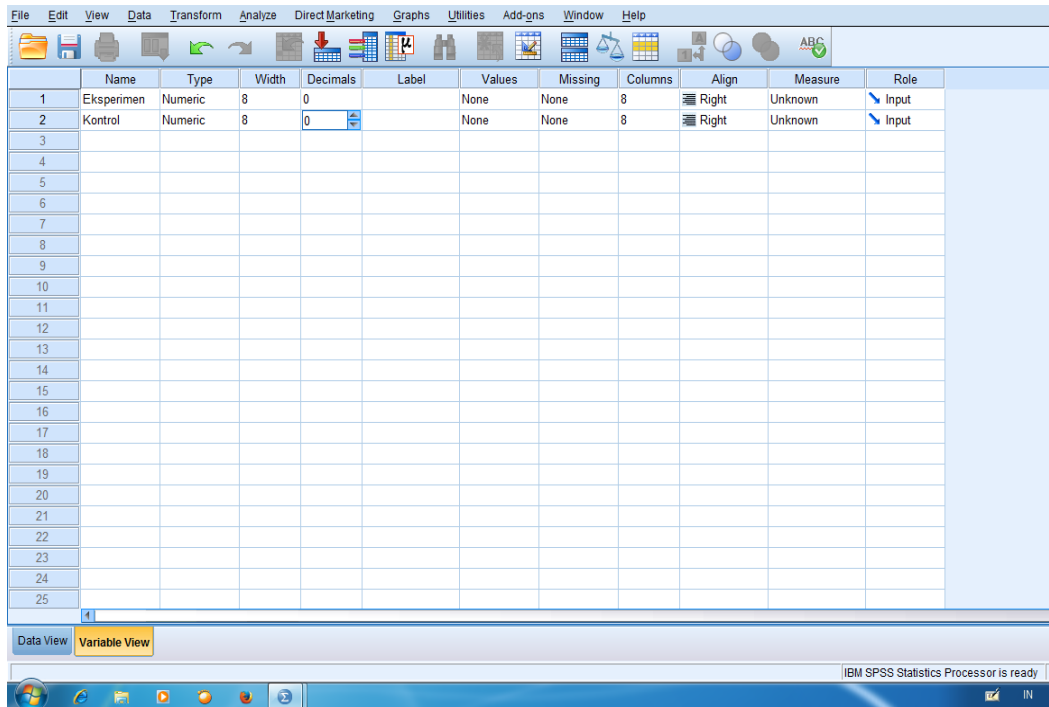 File Edit View Data Transform Analyze Direct Marketing Graphs Utilities Add-ons Window Help
ABC
Name Type Width Decimals Label Values Missing Columns Align Measure Role
1 Eksperimen Numeric 8 0 None None 8 Right Unknown Input
2 Kontrol Numeric 8 0 None None 8 Right Unknown Input
3
4
5
6
7
8
9
10
11
12
13
14
15
16
17
18
19
20
21
22
23
24
25
Data View Variable View
IBM SPSS Statistics Processor is ready
IN